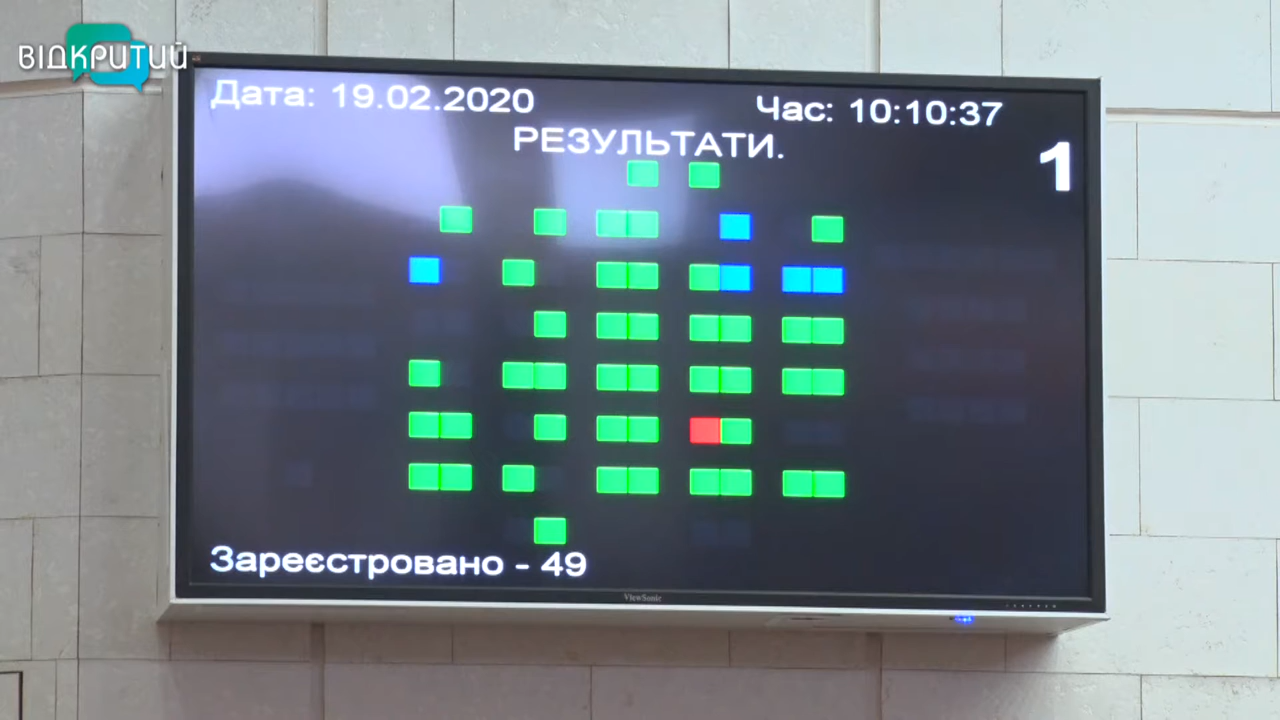 ВІДКРИТИЙ
Дата: 19.02.2020
Час: 10:10:37
РЕЗУЛЬТАТИ.
1
Зареєстровано - 49
ViewSonic